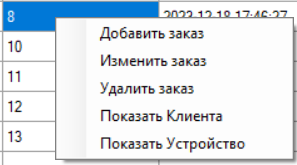 8
Добавить заказ
10
Изменить заказ
11
Удалить заказ
12
Показать Клиента
13
Показать Устройство